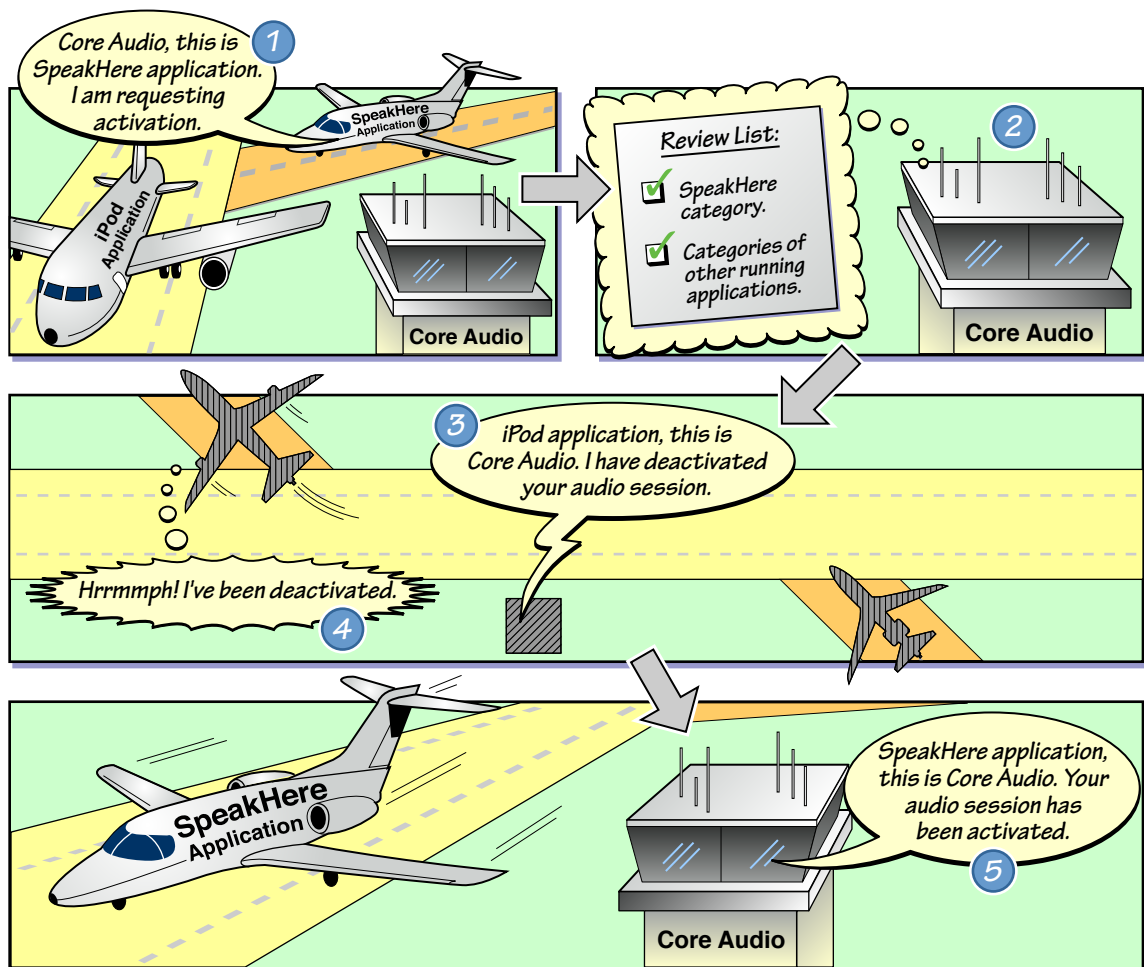 Core Audio, this is
SpeakHere application.
I am requesting
activation.
1
SpeakHere
Application
iPod
Application
Core Audio
Review List:
SpeakHere
category.
Categories of
other running
applications.
2
Core Audio
3
iPod application, this is
Core Audio. I have deactivated
your audio session.
Hrrmmph! I've been deactivated.
4
SpeakHere
Application
SpeakHere application,
this is Core Audio. Your
audio session has
been activated.
5
Core Audio